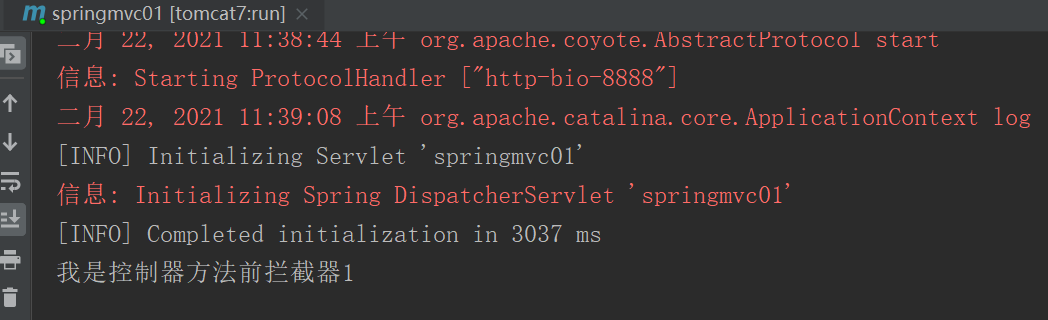 springmvc01 [tomcat7:run]
二月 22, 2021 11:38:44 上午 org.apache.coyote.AbstractProtocol start
信息: Starting ProtocolHandler ["http-bio-8888"]
二月 22, 2021 11:39:08 上午 org.apache.catalina.core.ApplicationContext log
[INFO] Initializing Servlet 'springmvc01'
信息: Initializing Spring DispatcherServlet 'springmvc01'
[INFO] Completed initialization in 3037 ms
我是控制器方法前拦截器1